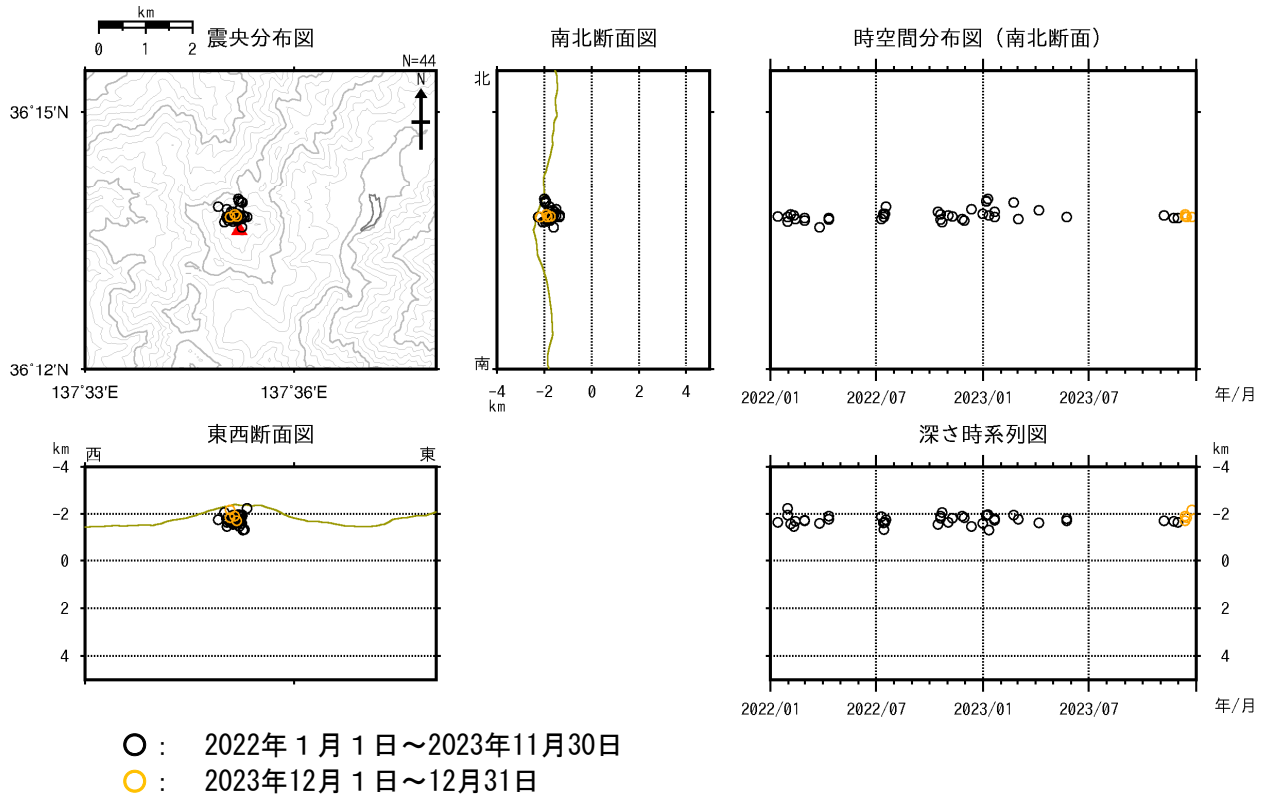 km
0 1 2
震央分布図
N=44
N
36°15′N
36°12′N
137°33′E 137°36′E
南北断面図
北
南
-4 -2 0 2 4
km
時空間分布図（南北断面）
2022/01 2022/07 2023/01 2023/07 年/月
東西断面図
km
西 東
-4
-2
0
2
4
深さ時系列図
km
-4
-2
0
2
4
2022/01 2022/07 2023/01 2023/07 年/月
： 2022年１月１日～2023年11月30日
： 2023年12月１日～12月31日